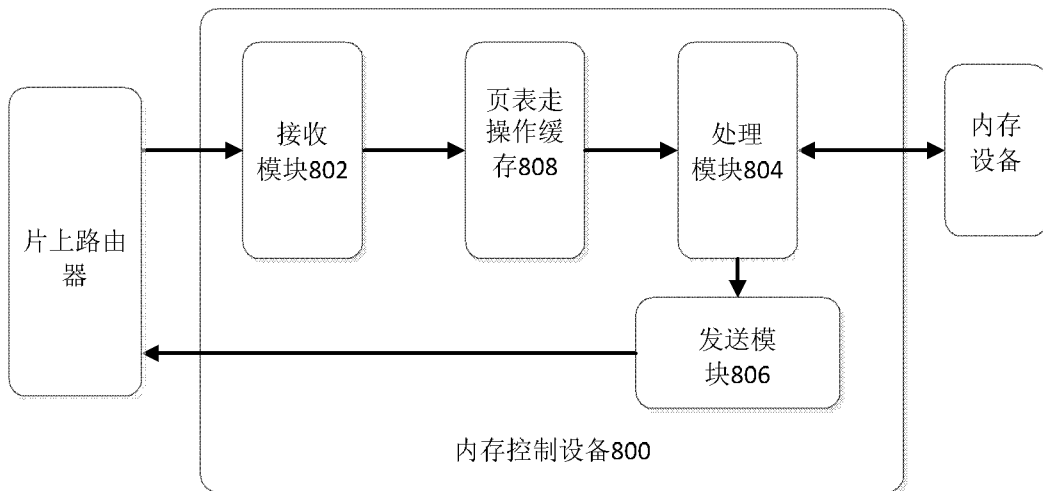 片上路由
器
接收
模块802
页表走
操作缓
存808
处理
模块804
内存
设备
发送模
块806
内存控制设备800